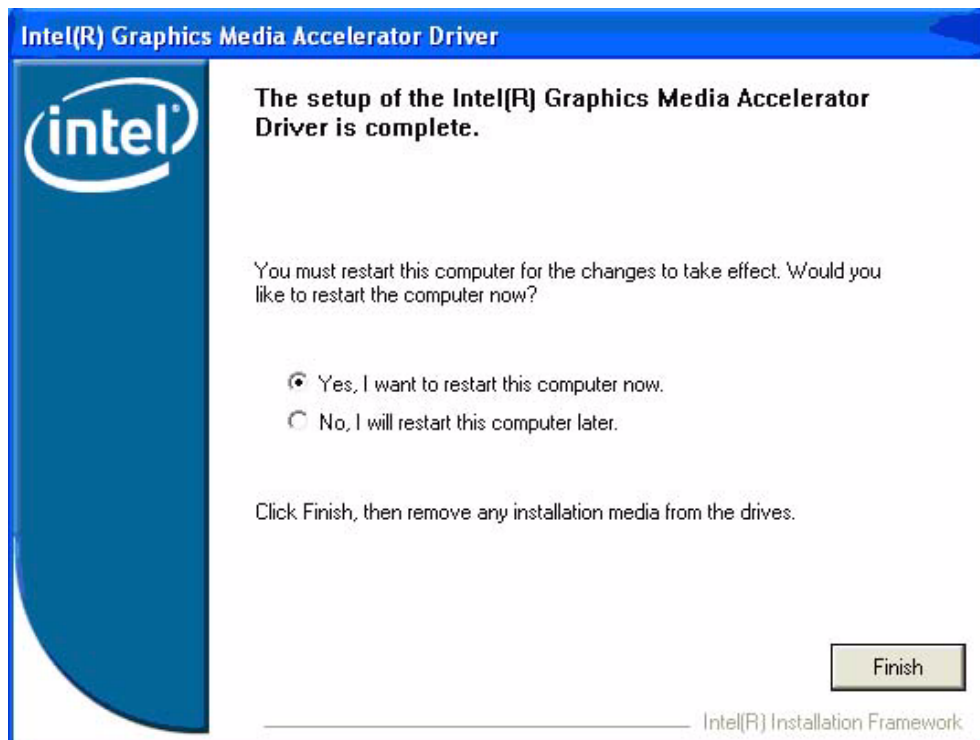 Intel(R) Graphics Media Accelerator Driver
intel
The setup of the Intel(R) Graphics Media Accelerator
Driver is complete.
You must restart this computer for the changes to take effect. Would you
like to restart the computer now?
Yes, I want to restart this computer now.
No, I will restart this computer later.
Click Finish, then remove any installation media from the drives.
Finish
Intel(R) Installation Framework